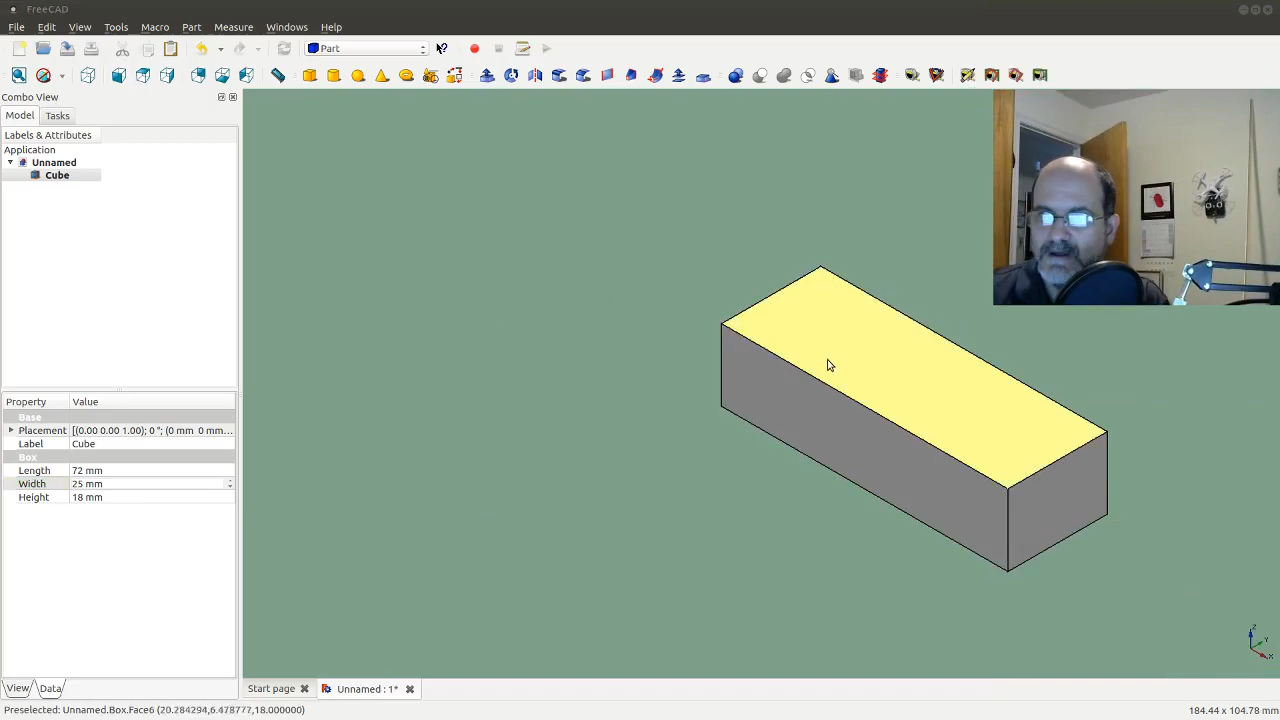 FreeCAD
File Edit View Tools Macro Part Measure Windows Help
Part
Combo View
Model Tasks
Labels & Attributes
Application
Unnamed
Cube
Property Value
Base
Placement [(0.00 0.00 1.00); 0 °; (0 mm 0 mm...
Label Cube
Box
Length 72 mm
Width 25 mm
Height 18 mm
Z
Y
X
View Data
Start page Unnamed : 1*
Preselected: Unnamed.Box.Face6 (20.284294,6.478777,18.000000) 184.44 x 104.78 mm